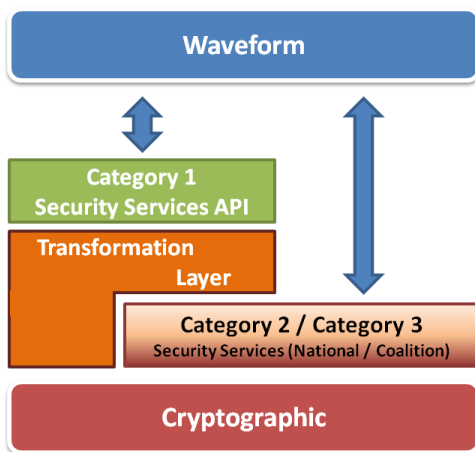 Waveform
Category 1
Security Services API
Transformation
Layer
Category 2 / Category 3
Security Services (National / Coalition)
Cryptographic